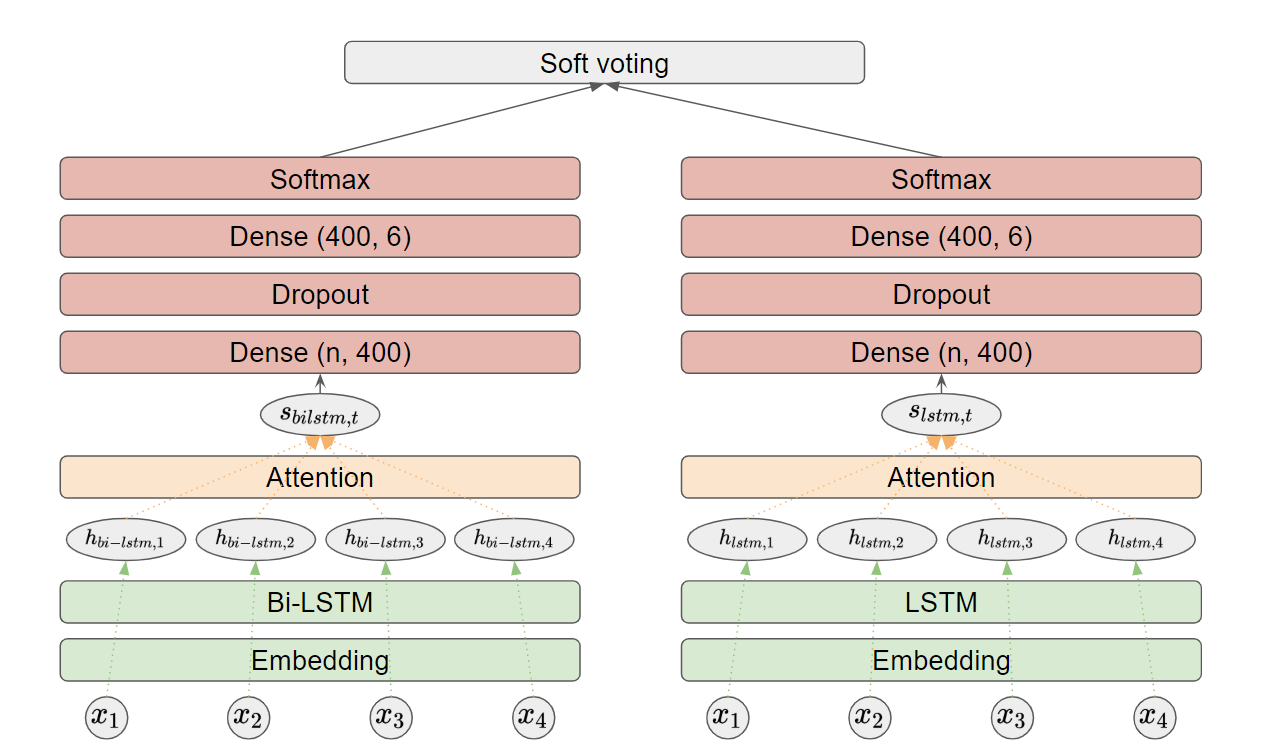 Soft voting
Softmax
Softmax
Dense (400, 6)
Dense (400, 6)
Dropout
Dropout
Dense (n, 400)
Dense (n, 400)
s_{bilstm,t}
s_{lstm,t}
Attention
Attention
h_{bi-lstm,1} h_{bi-lstm,2} h_{bi-lstm,3} h_{bi-lstm,4}
h_{lstm,1} h_{lstm,2} h_{lstm,3} h_{lstm,4}
Bi-LSTM
LSTM
Embedding
Embedding
x_1 x_2 x_3 x_4
x_1 x_2 x_3 x_4